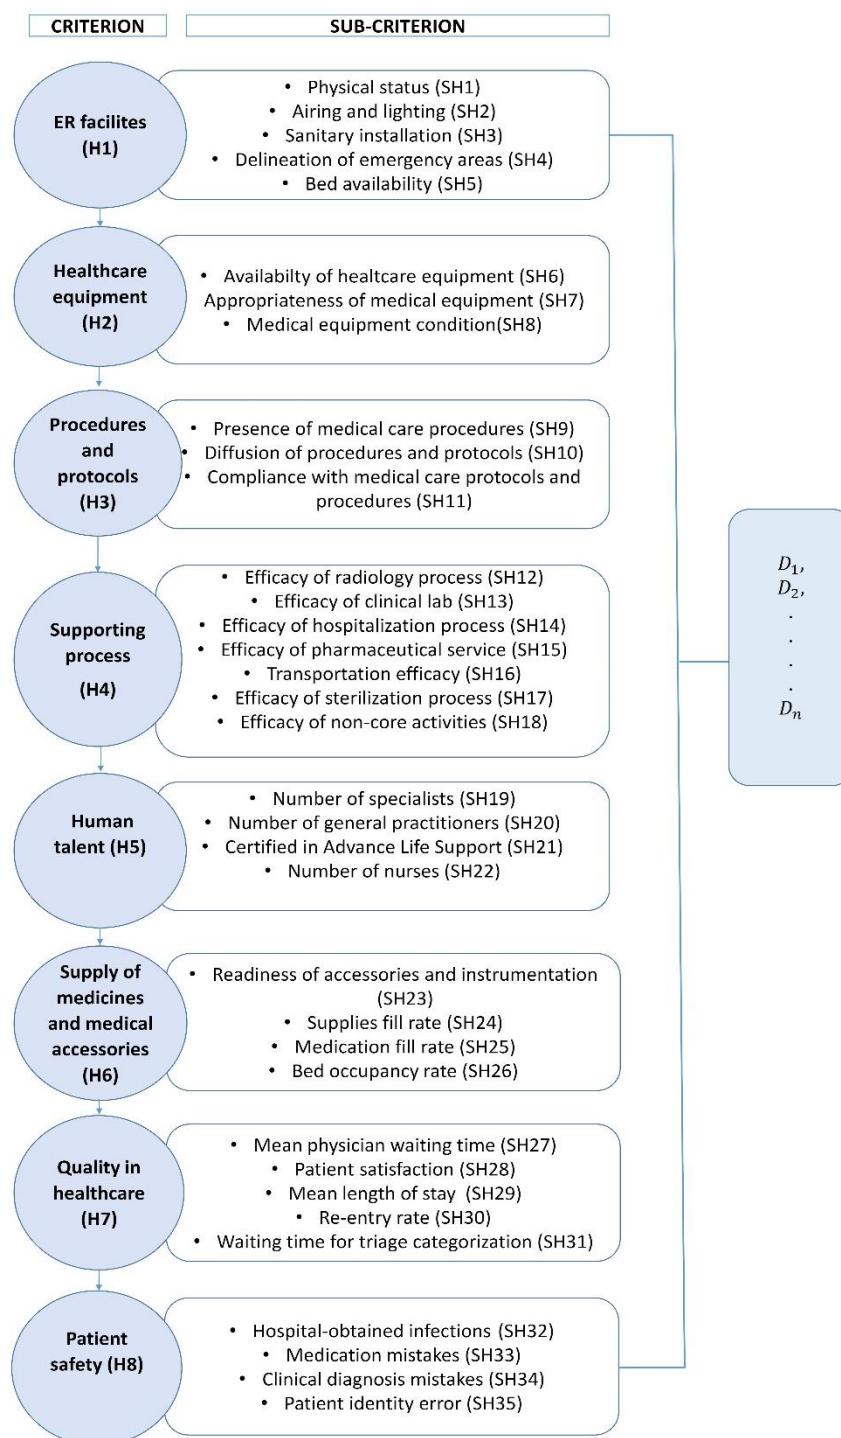 CRITERION
SUB-CRITERION
ER facilites
(H1)
• Physical status (SH1)
• Airing and lighting (SH2)
• Sanitary installation (SH3)
• Delineation of emergency areas (SH4)
• Bed availability (SH5)
Healthcare
equipment
(H2)
• Availabilty of healtcare equipment (SH6)
Appropriateness of medical equipment (SH7)
• Medical equipment condition(SH8)
Procedures
and
protocols
(H3)
• Presence of medical care procedures (SH9)
• Diffusion of procedures and protocols (SH10)
• Compliance with medical care protocols and
procedures (SH11)
Supporting
process
(H4)
• Efficacy of radiology process (SH12)
• Efficacy of clinical lab (SH13)
• Efficacy of hospitalization process (SH14)
• Efficacy of pharmaceutical service (SH15)
• Transportation efficacy (SH16)
• Efficacy of sterilization process (SH17)
• Efficacy of non-core activities (SH18)
Human
talent (H5)
• Number of specialists (SH19)
• Number of general practitioners (SH20)
• Certified in Advance Life Support (SH21)
• Number of nurses (SH22)
Supply of
medicines
and medical
accessories
(H6)
• Readiness of accessories and instrumentation
(SH23)
• Supplies fill rate (SH24)
• Medication fill rate (SH25)
• Bed occupancy rate (SH26)
Quality in
healthcare
(H7)
• Mean physician waiting time (SH27)
• Patient satisfaction (SH28)
• Mean length of stay (SH29)
• Re-entry rate (SH30)
• Waiting time for triage categorization (SH31)
Patient
safety (H8)
• Hospital-obtained infections (SH32)
• Medication mistakes (SH33)
• Clinical diagnosis mistakes (SH34)
• Patient identity error (SH35)
D₁,
D₂,
.
.
.
.
Dₙ